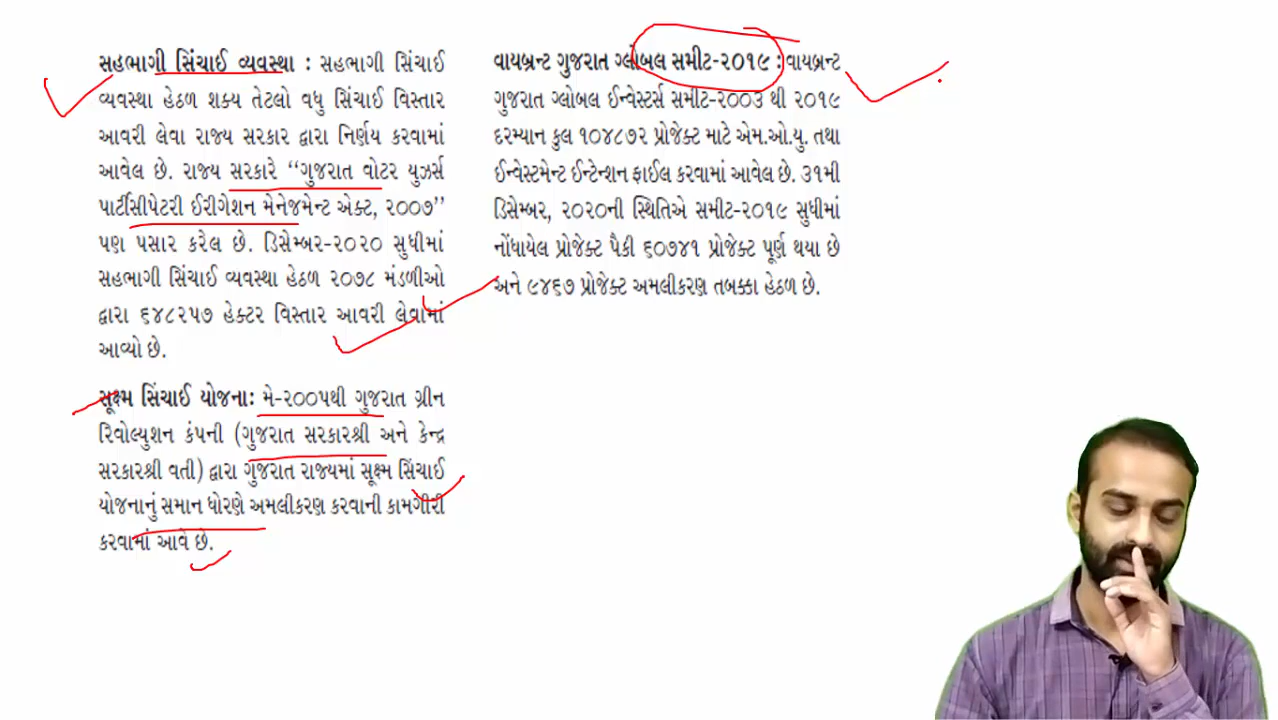 સહભાગી સિંચાઈ વ્યવસ્થા : સહભાગી સિંચાઈ
વ્યવસ્થા હેઠળ શક્ય તેટલો વધુ સિંચાઈ વિસ્તાર
આવરી લેવા રાજ્ય સરકાર દ્વારા નિર્ણય કરવામાં
આવેલ છે. રાજ્ય સરકારે ‘‘ગુજરાત વોટર યુઝર્સ
પાર્ટીસીપેટરી ઈરીગેશન મેનેજમેન્ટ એક્ટ, ૨૦૦૭’’
પણ પસાર કરેલ છે. ડિસેમ્બર-૨૦૨૦ સુધીમાં
સહભાગી સિંચાઈ વ્યવસ્થા હેઠળ ૨૦૭૮ મંડળીઓ
દ્વારા ૬૪૮૨૫૭ હેક્ટર વિસ્તાર આવરી લેવામાં
આવ્યો છે.
સૂક્ષ્મ સિંચાઈ યોજના: મે-૨૦૦૫થી ગુજરાત ગ્રીન
રિવોલ્યુશન કંપની (ગુજરાત સરકારશ્રી અને કેન્દ્ર
સરકારશ્રી વતી) દ્વારા ગુજરાત રાજ્યમાં સૂક્ષ્મ સિંચાઈ
યોજનાનું સમાન ધોરણે અમલીકરણ કરવાની કામગીરી
કરવામાં આવે છે.
વાયબ્રન્ટ ગુજરાત ગ્લોબલ સમીટ-૨૦૧૯ : વાયબ્રન્ટ
ગુજરાત ગ્લોબલ ઈન્વેસ્ટર્સ સમીટ-૨૦૦૩ થી ૨૦૧૯
દરમ્યાન કુલ ૧૦૪૮૭૨ પ્રોજેક્ટ માટે એમ.ઓ.યુ. તથા
ઈન્વેસ્ટમેન્ટ ઈન્ટેન્શન ફાઈલ કરવામાં આવેલ છે. ૩૧મી
ડિસેમ્બર, ૨૦૨૦ની સ્થિતિએ સમીટ-૨૦૧૯ સુધીમાં
નોંધાયેલ પ્રોજેક્ટ પૈકી ૬૦૭૪૧ પ્રોજેક્ટ પૂર્ણ થયા છે
અને ૯૪૬૭ પ્રોજેક્ટ અમલીકરણ તબક્કા હેઠળ છે.